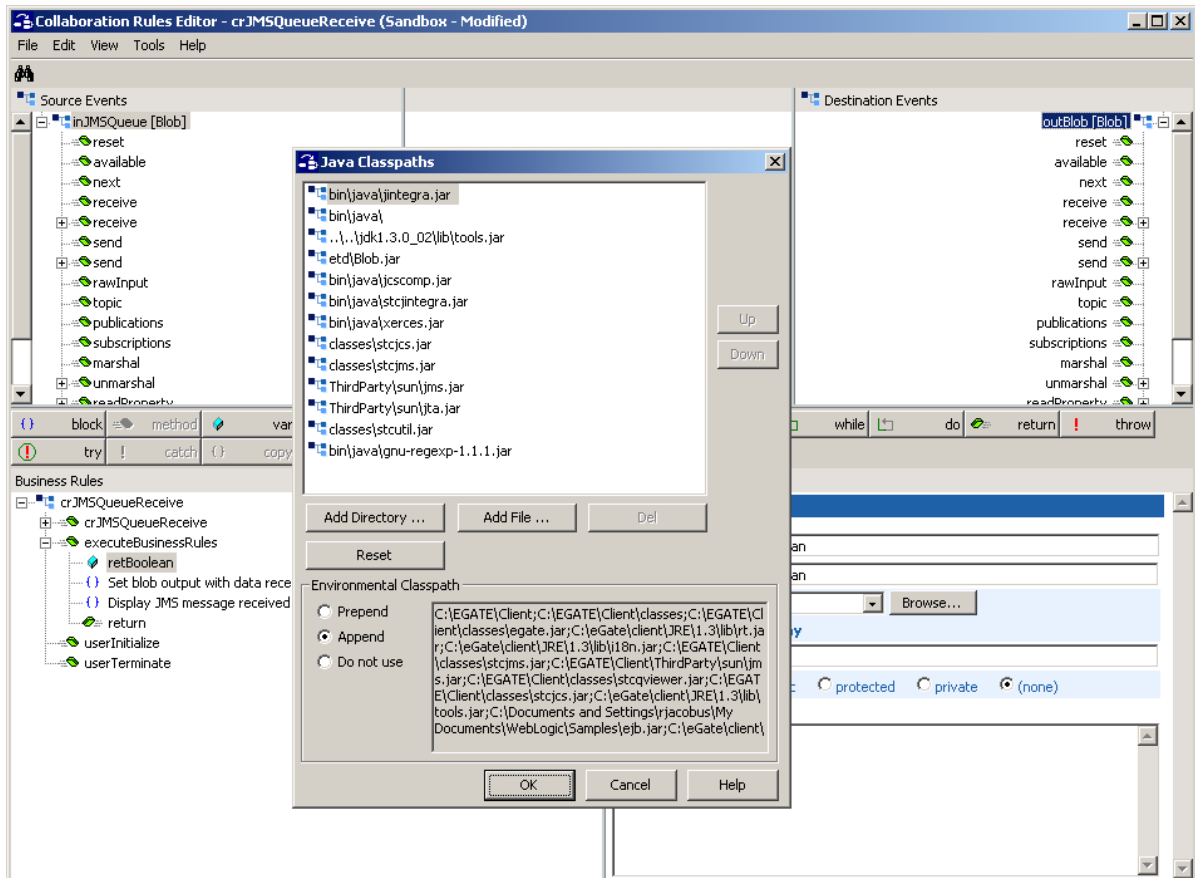 Collaboration Rules Editor - crJMSQueueReceive (Sandbox - Modified)
File Edit View Tools Help
Source Events
inJMSQueue [Blob]
reset
available
next
receive
receive
send
send
rawInput
topic
publications
subscriptions
marshal
unmarshal
readProperty
Destination Events
outBlob [Blob]
reset
available
next
receive
receive
send
send
rawInput
topic
publications
subscriptions
marshal
unmarshal
readProperty
Java Classpaths
bin\java\jintegra.jar
bin\java\
..\..\jdk1.3.0_02\lib\tools.jar
etd\Blob.jar
bin\java\jcscomp.jar
bin\java\stcjintegra.jar
bin\java\xerces.jar
classes\stcjcs.jar
classes\stcjms.jar
ThirdParty\sun\jms.jar
ThirdParty\sun\jta.jar
classes\stcutil.jar
bin\java\gnu-regexp-1.1.1.jar
Up
Down
Add Directory ... Add File ... Del
Reset
Environmental Classpath
Prepend
Append
Do not use
C:\EGATE\Client;C:\EGATE\Client\classes;C:\EGATE\Cl
ient\classes\egate.jar;C:\eGate\client\JRE\1.3\lib\rt.ja
r;C:\eGate\client\JRE\1.3\lib\i18n.jar;C:\EGATE\Client
\classes\stcjms.jar;C:\EGATE\Client\ThirdParty\sun\jm
s.jar;C:\EGATE\Client\classes\stcqviewer.jar;C:\EGAT
E\Client\classes\stcjcs.jar;C:\eGate\client\JRE\1.3\lib\
tools.jar;C:\Documents and Settings\rjacobus\My
Documents\WebLogic\Samples\ejb.jar;C:\eGate\client\
OK Cancel Help
{} block method var while do return ! throw
! try ! catch {} copy
Business Rules
crJMSQueueReceive
crJMSQueueReceive
executeBusinessRules
retBoolean
{} Set blob output with data rece
{} Display JMS message received
return
userInitialize
userTerminate
an
an
Browse...
y
c protected private (none)